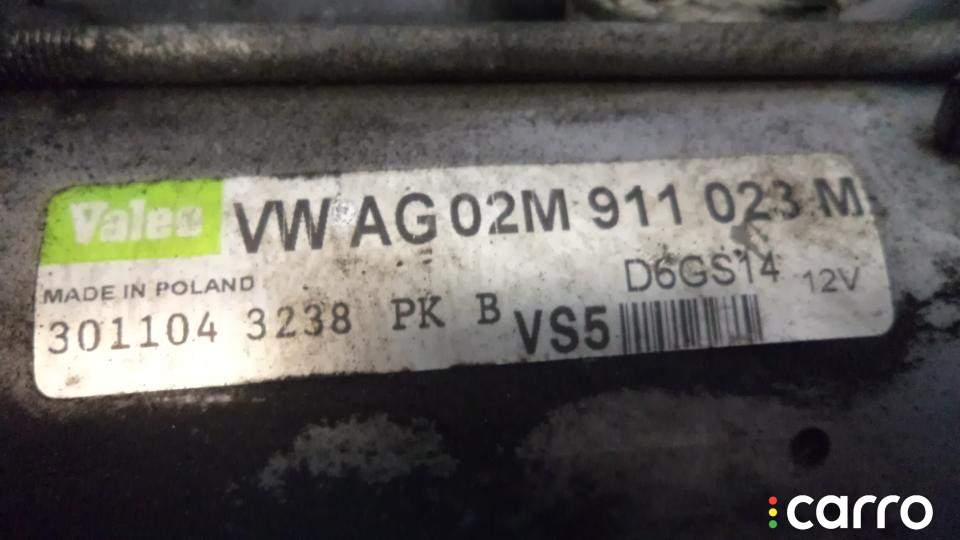 Valeo VW AG 02M 911 023 M
MADE IN POLAND D6GS14 12V
301104 3238 PK B VS5
carro